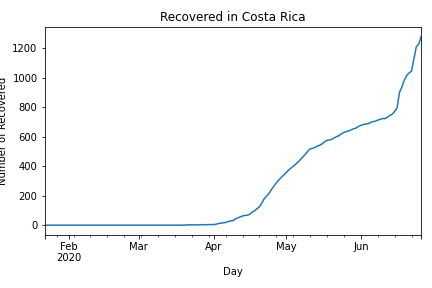 Recovered in Costa Rica
Number of Recovered
1200
1000
800
600
400
200
0
Feb
2020
Mar
Apr
May
Jun
Day